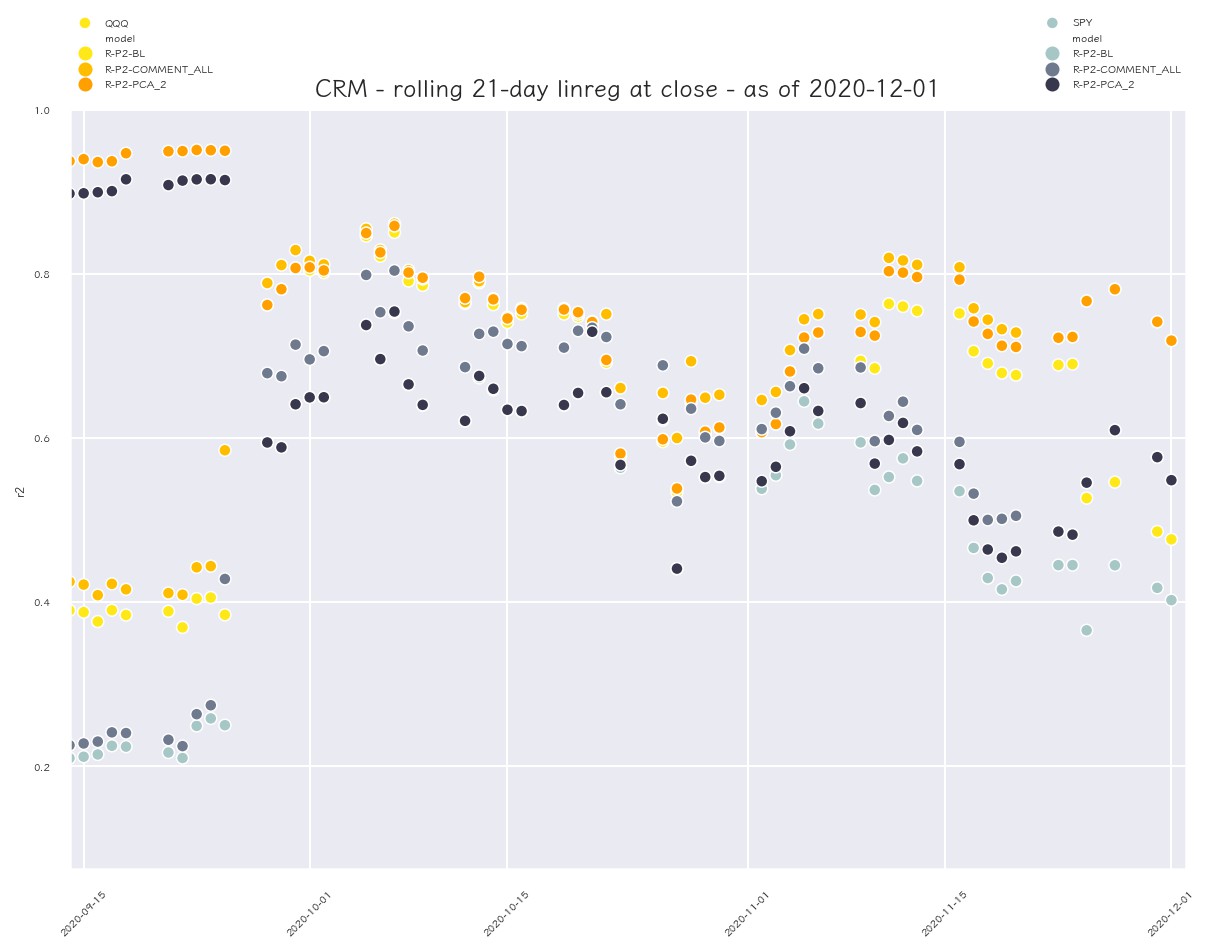 QQQ
model
R-P2-BL
R-P2-COMMENT_ALL
R-P2-PCA_2
SPY
model
R-P2-BL
R-P2-COMMENT_ALL
R-P2-PCA_2
CRM - rolling 21-day linreg at close - as of 2020-12-01
1.0
0.8
0.6
0.4
0.2
r2
2020-09-15
2020-10-01
2020-10-15
2020-11-01
2020-11-15
2020-12-01